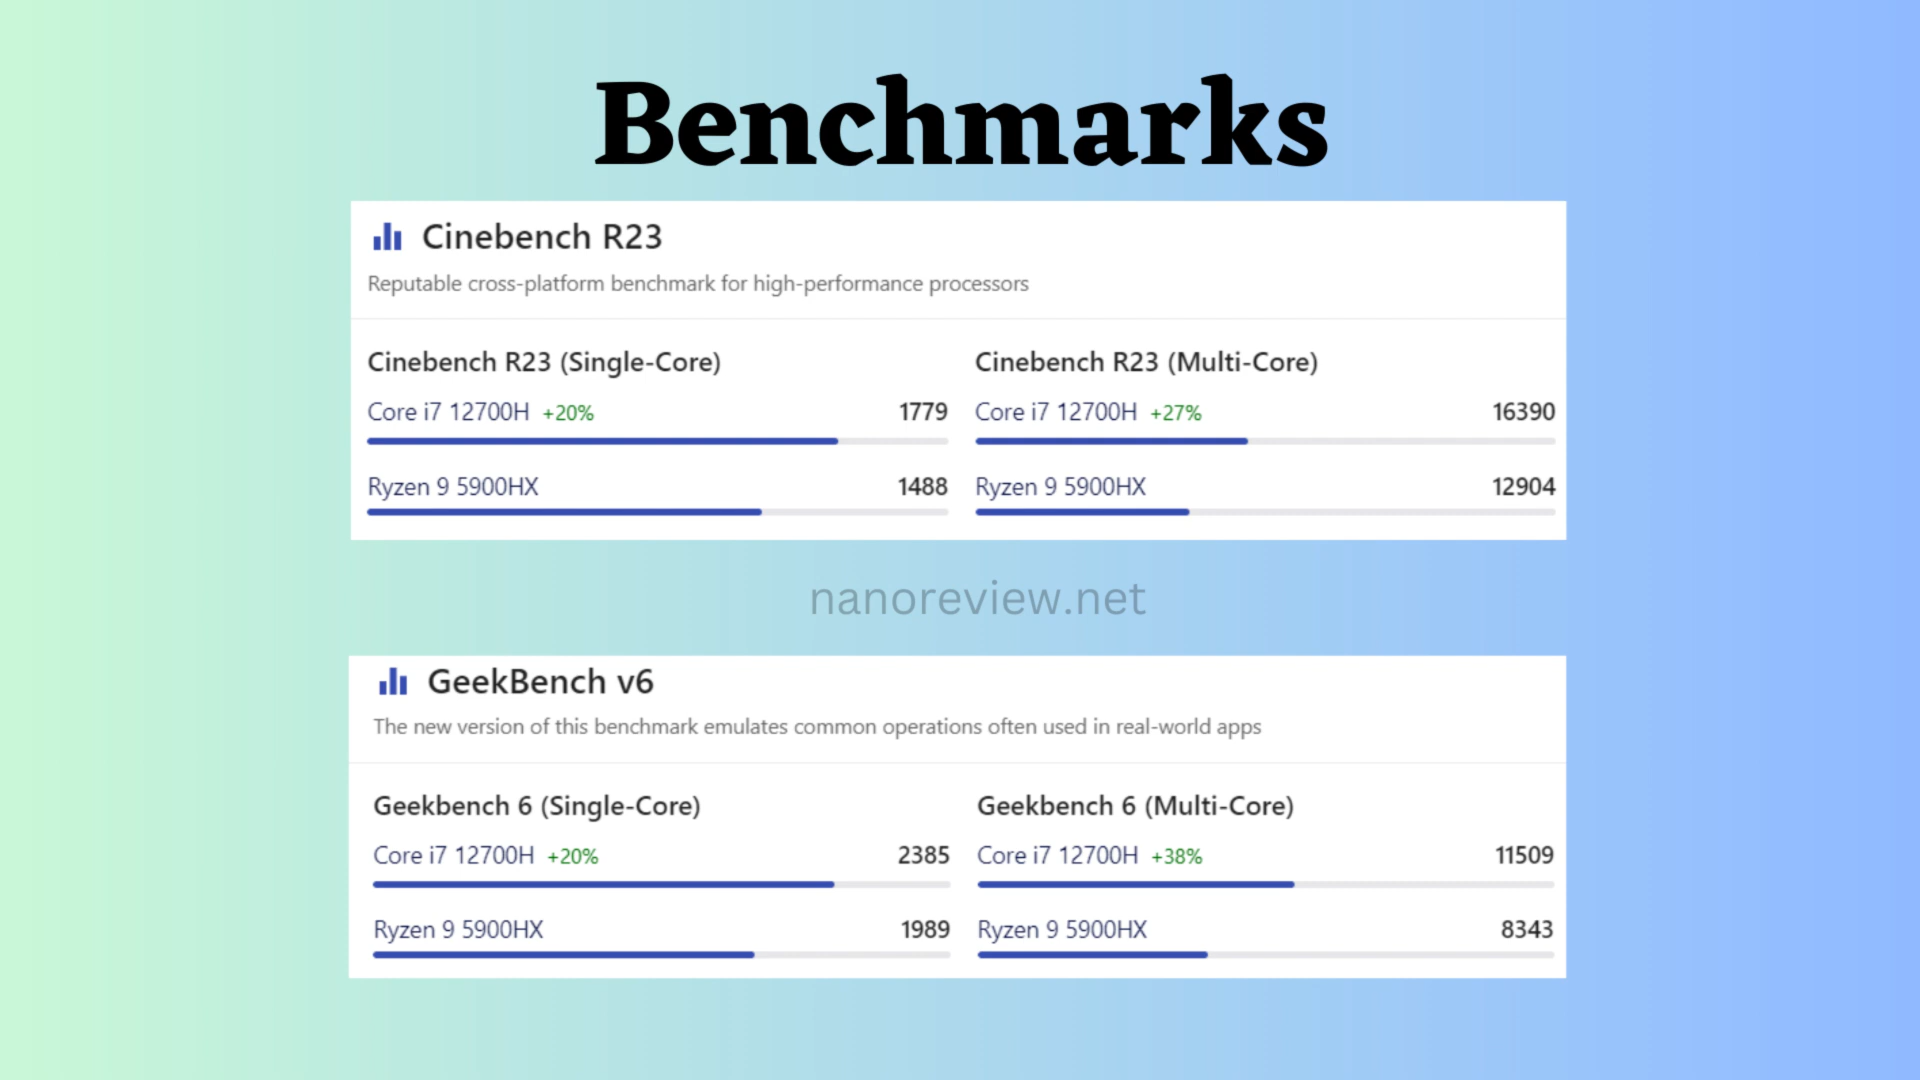 Benchmarks
Cinebench R23
Reputable cross-platform benchmark for high-performance processors
Cinebench R23 (Single-Core)
Core i7 12700H +20% 1779
Ryzen 9 5900HX 1488
Cinebench R23 (Multi-Core)
Core i7 12700H +27% 16390
Ryzen 9 5900HX 12904
nanoreview.net
GeekBench v6
The new version of this benchmark emulates common operations often used in real-world apps
Geekbench 6 (Single-Core)
Core i7 12700H +20% 2385
Ryzen 9 5900HX 1989
Geekbench 6 (Multi-Core)
Core i7 12700H +38% 11509
Ryzen 9 5900HX 8343